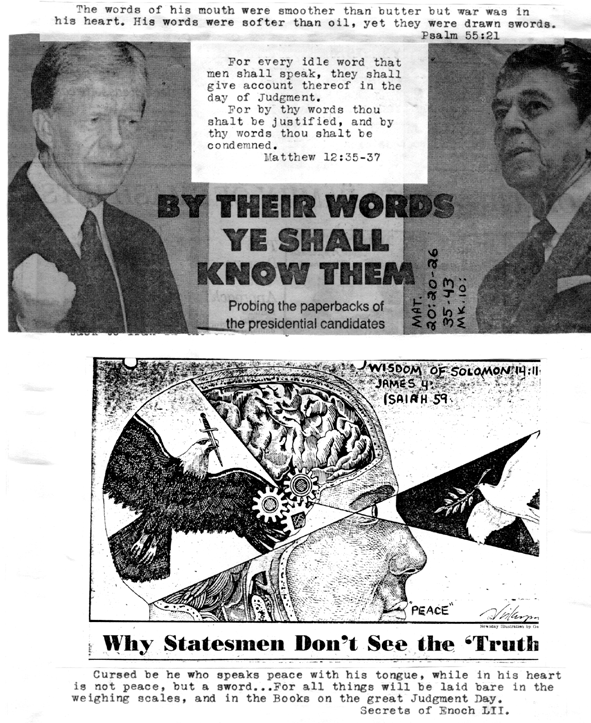 The words of his mouth were smoother than butter but war was in
his heart. His words were softer than oil, yet they were drawn swords.
Psalm 55:21
For every idle word that
men shall speak, they shall
give account thereof in the
day of Judgment.
For by thy words thou
shalt be justified, and by
thy words thou shalt be
condemned.
Matthew 12:35-37
BY THEIR WORDS
YE SHALL
KNOW THEM
Probing the paperbacks of
the presidential candidates
MAT.
20:20-26
35-43
MK.10:
WISDOM OF SOLOMON 14:11
JAMES 4.
ISAIAH 59.
"PEACE"
Newsday Illustration by
Why Statesmen Don't See the 'Truth
Cursed be he who speaks peace with his tongue, while in his heart
is not peace, but a sword...For all things will be laid bare in the
weighing scales, and in the Books on the great Judgment Day.
Secrets of Enoch LII.